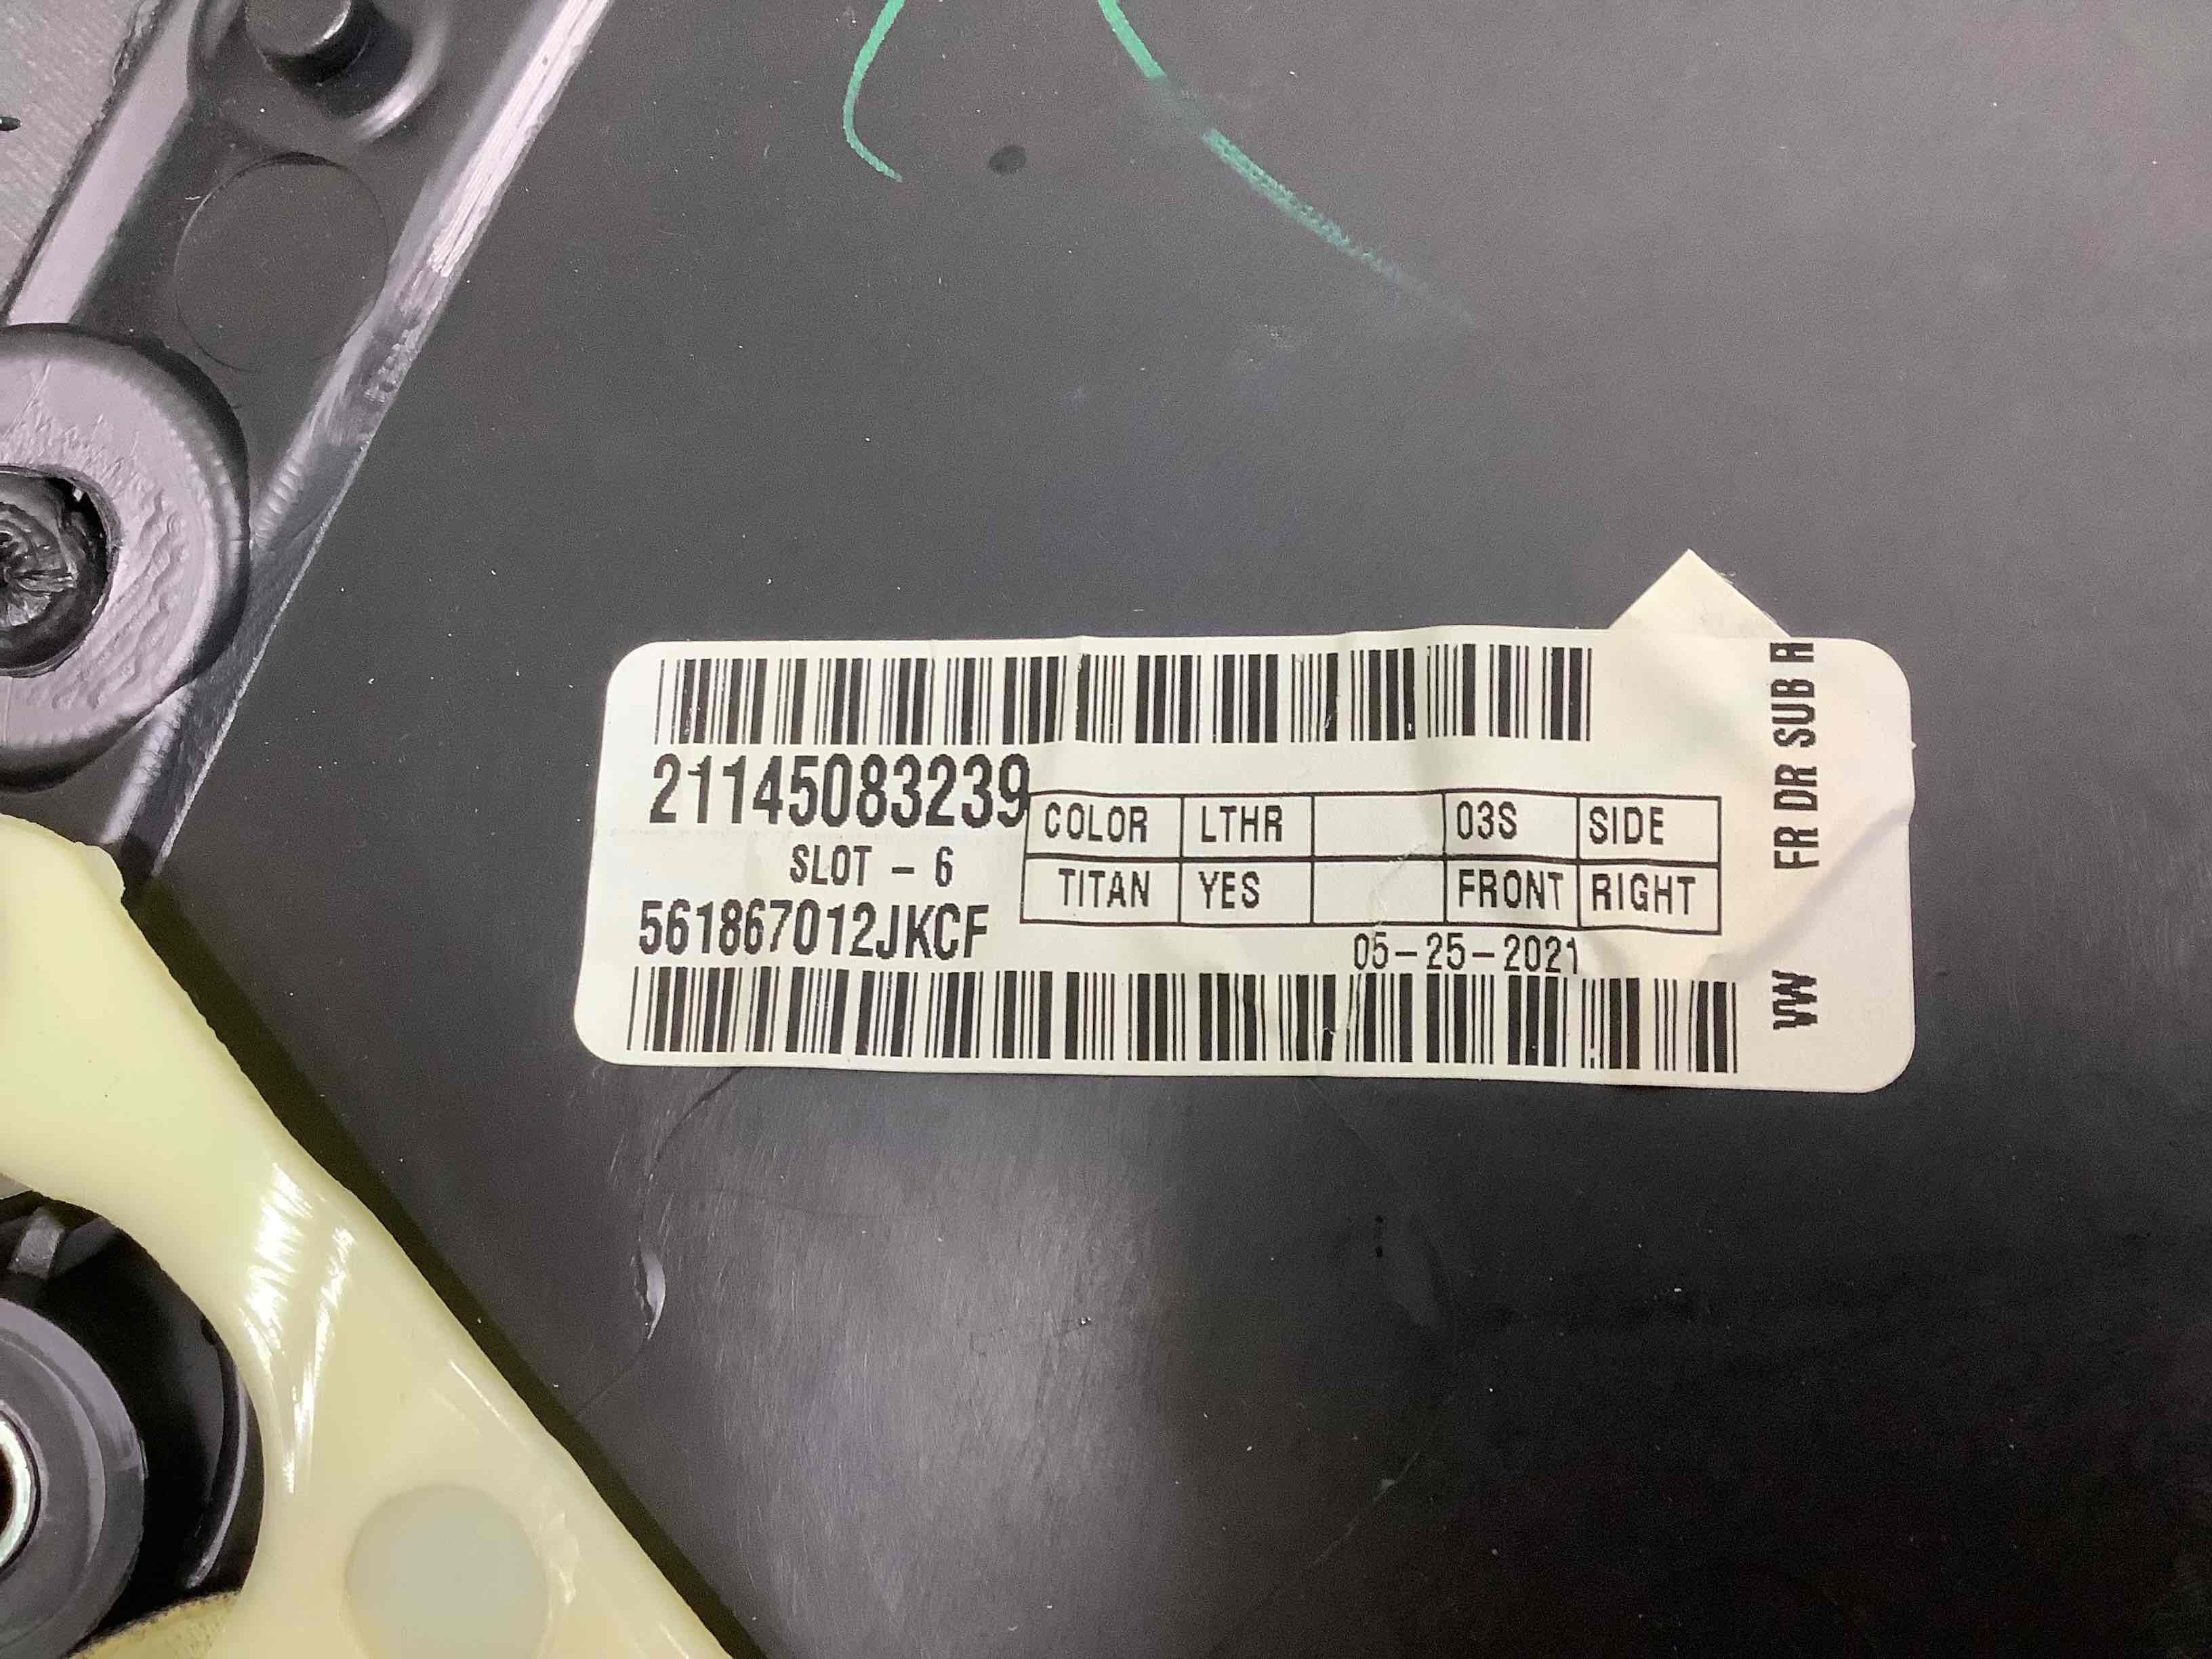 21145083239
SLOT - 6
561867012JKCF
COLOR LTHR 03S SIDE
TITAN YES FRONT RIGHT
05-25-2021
VW FR DR SUB R